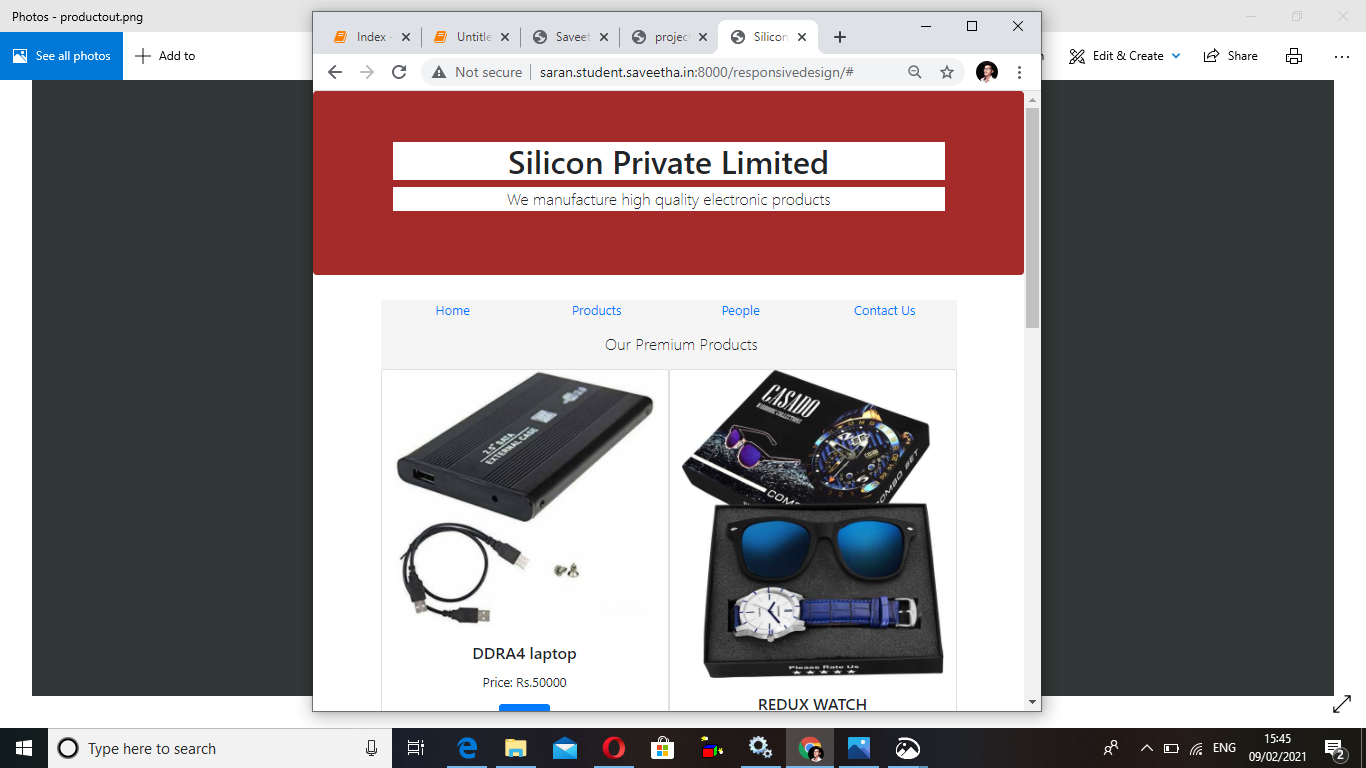 Photos - productout.png
See all photos
Add to
Edit & Create
Share
Index -
Untitle
Saveet
project
Silicon
Not secure
saran.student.saveetha.in:8000/responsivedesign/#
Silicon Private Limited
We manufacture high quality electronic products
Home
Products
People
Contact Us
Our Premium Products
2.5" SATA
EXTERNAL CASE
CASADO
COMBO SET
Please Rate Us
DDRA4 laptop
Price: Rs.50000
REDUX WATCH
Type here to search
ENG
15:45
09/02/2021
2